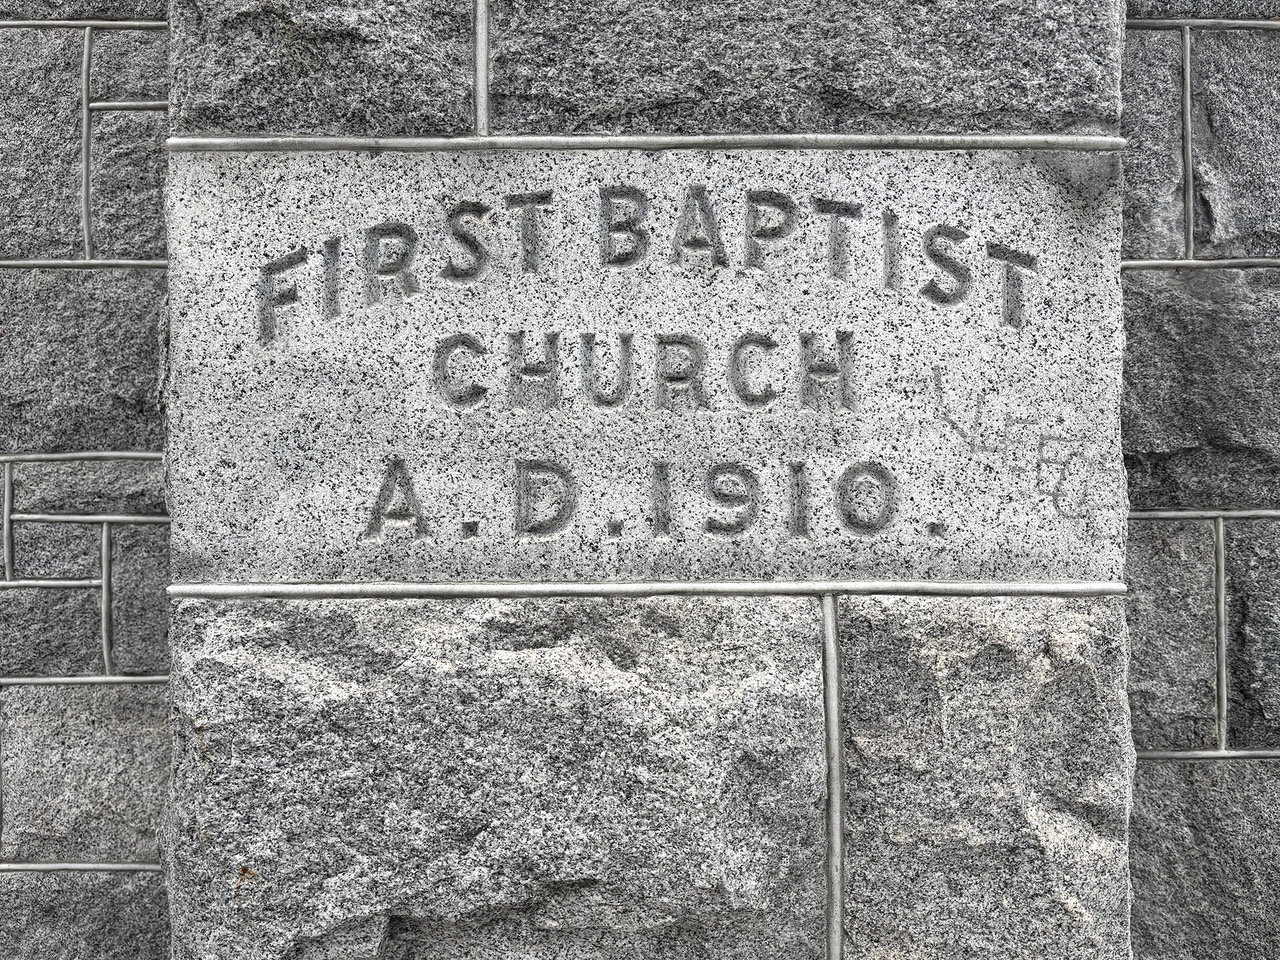 FIRST BAPTIST
CHURCH
A.D.1910.